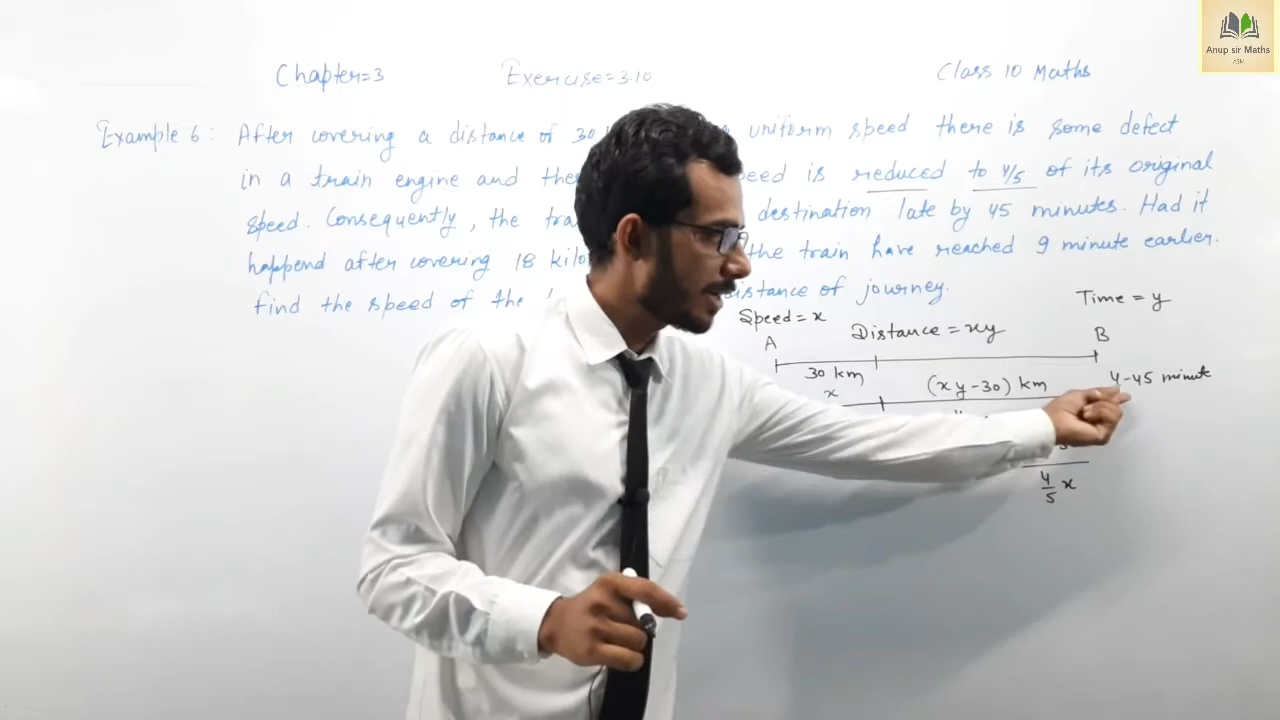 Anup sir Maths
ASM
Chapter=3 Exercise=3.10 Class 10 Maths
Example 6 : After covering a distance of 30 uniform speed there is some defect
in a train engine and ther speed is reduced to 4/5 of its original
speed. Consequently, the tra destination late by 45 minutes. Had it
happend after covering 18 kilo the train have reached 9 minute earlier.
find the speed of the distance of journey.
Speed = x Distance = xy Time = y
A B
30 km (xy-30) km y-45 minute
x
4/5 x